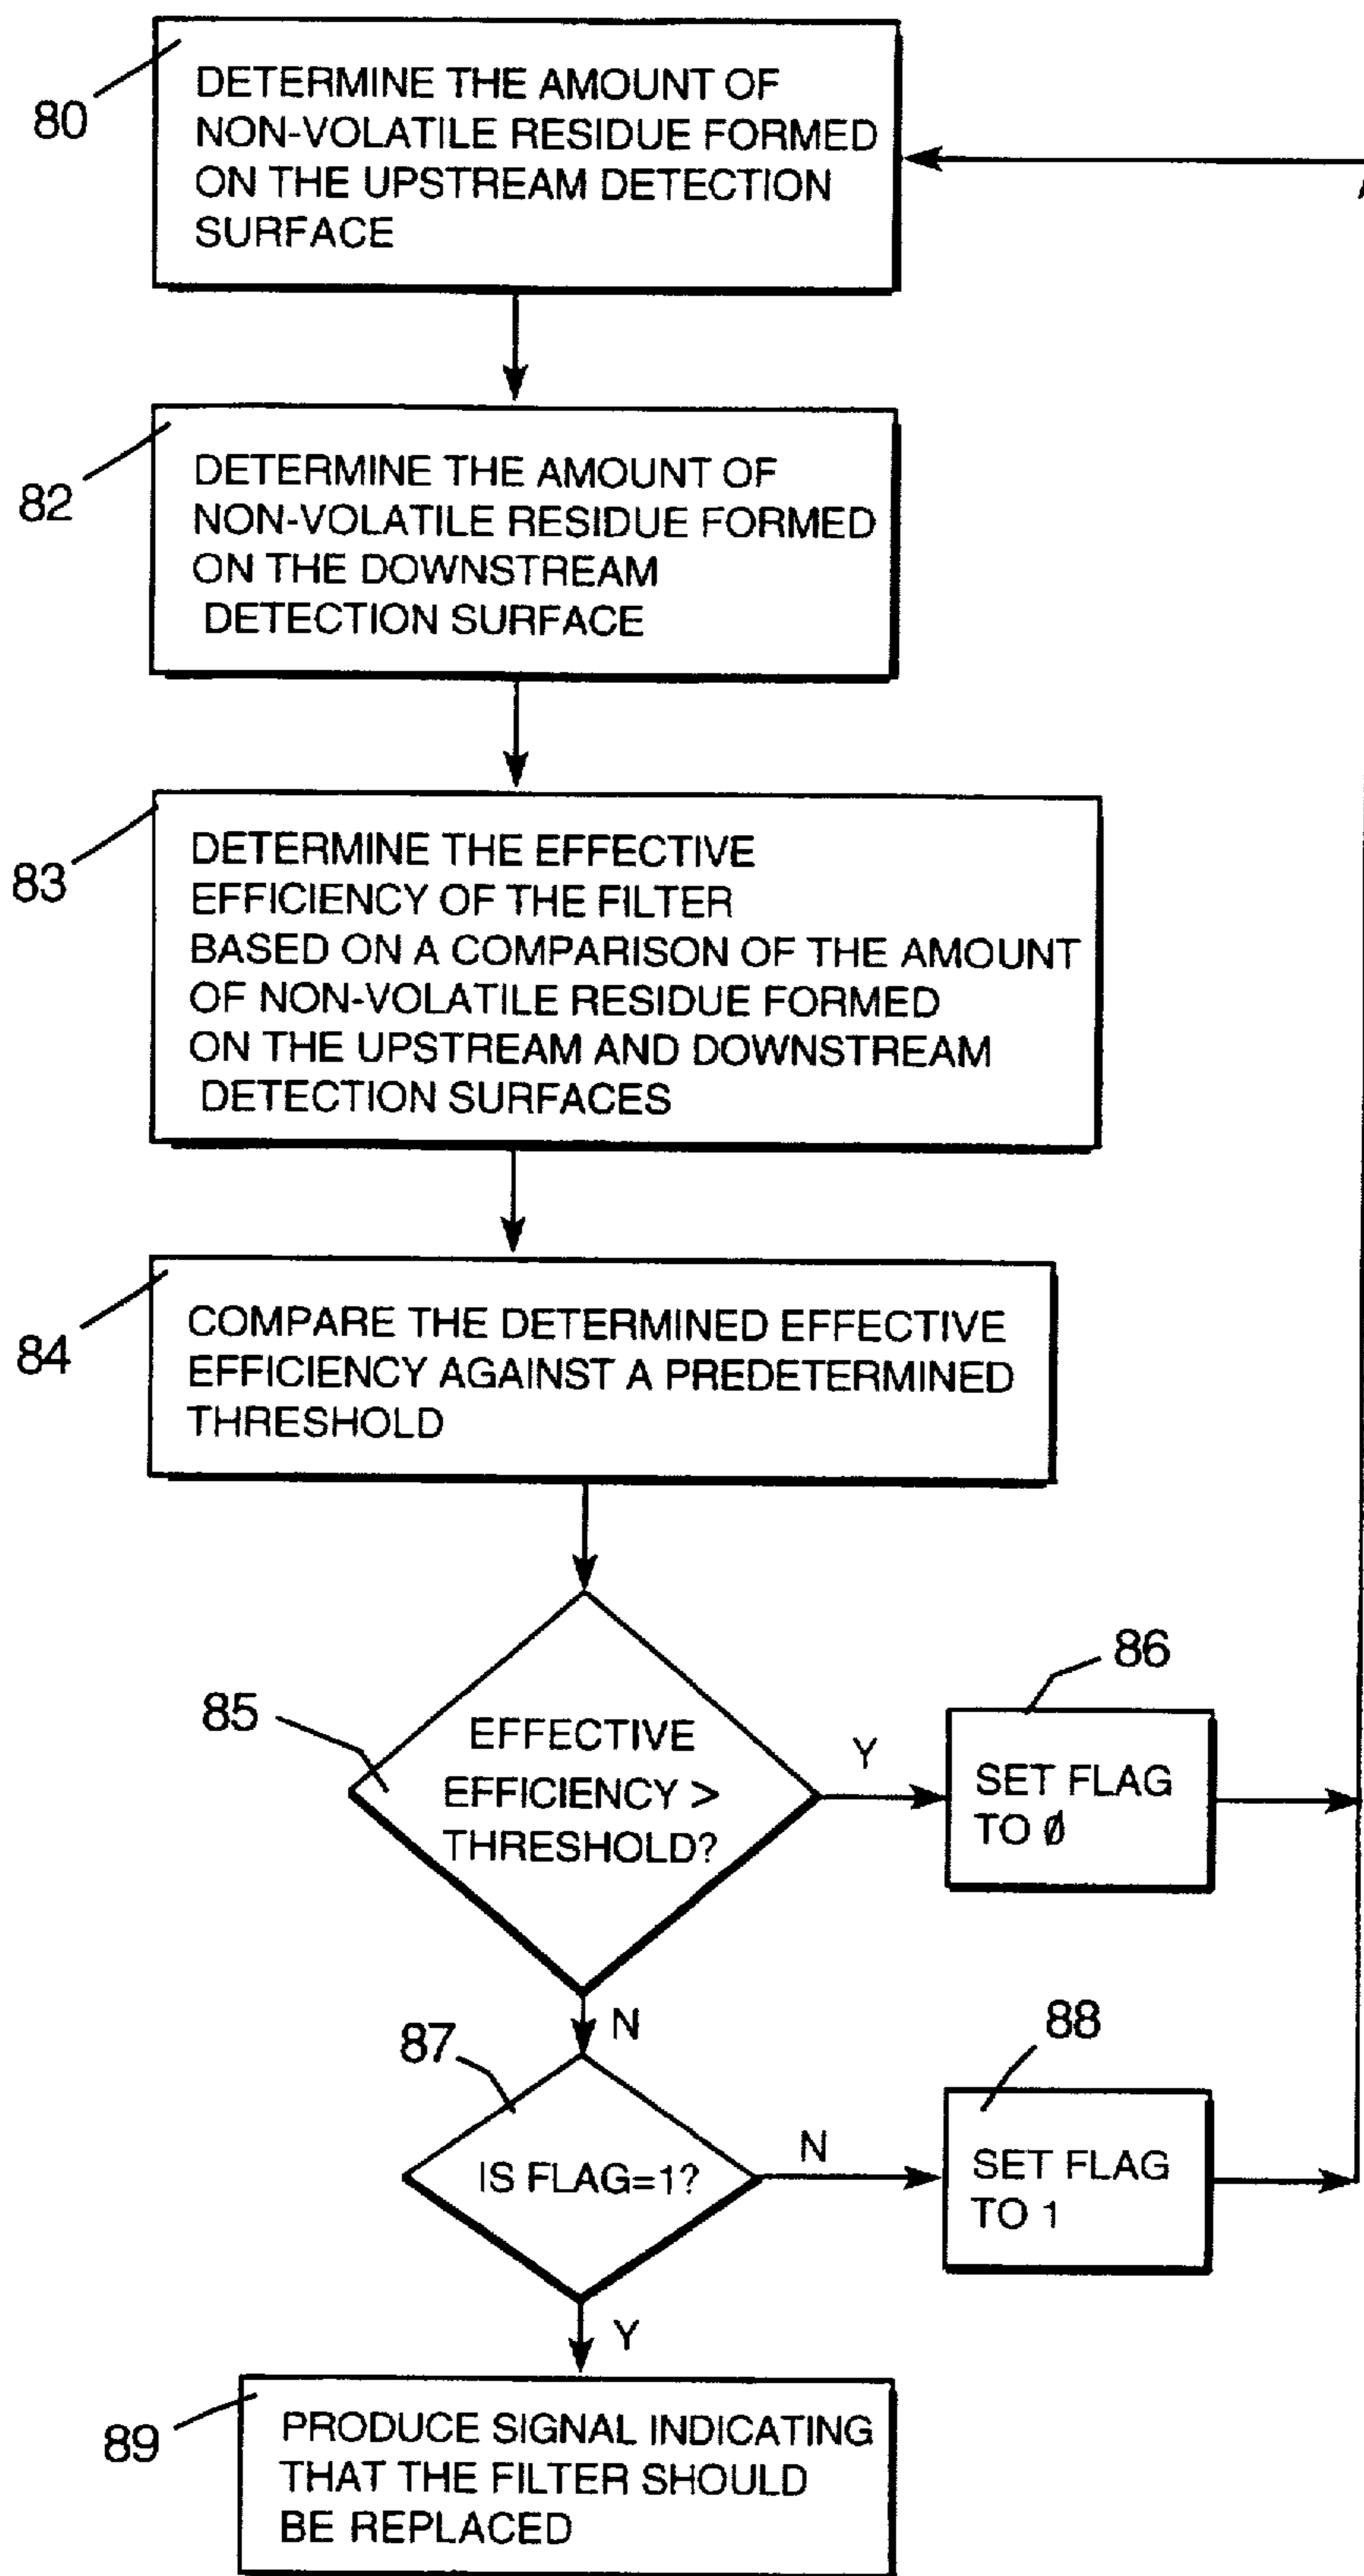 80
DETERMINE THE AMOUNT OF
NON-VOLATILE RESIDUE FORMED
ON THE UPSTREAM DETECTION
SURFACE
82
DETERMINE THE AMOUNT OF
NON-VOLATILE RESIDUE FORMED
ON THE DOWNSTREAM
DETECTION SURFACE
83
DETERMINE THE EFFECTIVE
EFFICIENCY OF THE FILTER
BASED ON A COMPARISON OF THE AMOUNT
OF NON-VOLATILE RESIDUE FORMED
ON THE UPSTREAM AND DOWNSTREAM
DETECTION SURFACES
84
COMPARE THE DETERMINED EFFECTIVE
EFFICIENCY AGAINST A PREDETERMINED
THRESHOLD
85
EFFECTIVE
EFFICIENCY >
THRESHOLD?
Y
86
SET FLAG
TO Ø
N
87
IS FLAG=1?
N
88
SET FLAG
TO 1
Y
89
PRODUCE SIGNAL INDICATING
THAT THE FILTER SHOULD
BE REPLACED